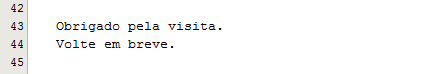 42
43 Obrigado pela visita.
44 Volte em breve.
45